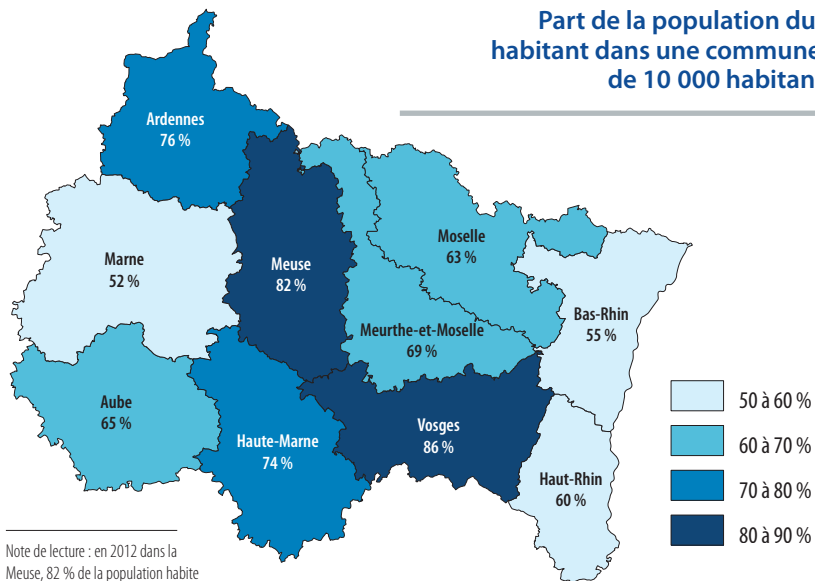 Part de la population du
habitant dans une commune
de 10 000 habitan
Ardennes
76 %
Marne
52 %
Meuse
82 %
Moselle
63 %
Meurthe-et-Moselle
69 %
Bas-Rhin
55 %
Aube
65 %
Haute-Marne
74 %
Vosges
86 %
Haut-Rhin
60 %
50 à 60 %
60 à 70 %
70 à 80 %
80 à 90 %
Note de lecture : en 2012 dans la
Meuse, 82 % de la population habite